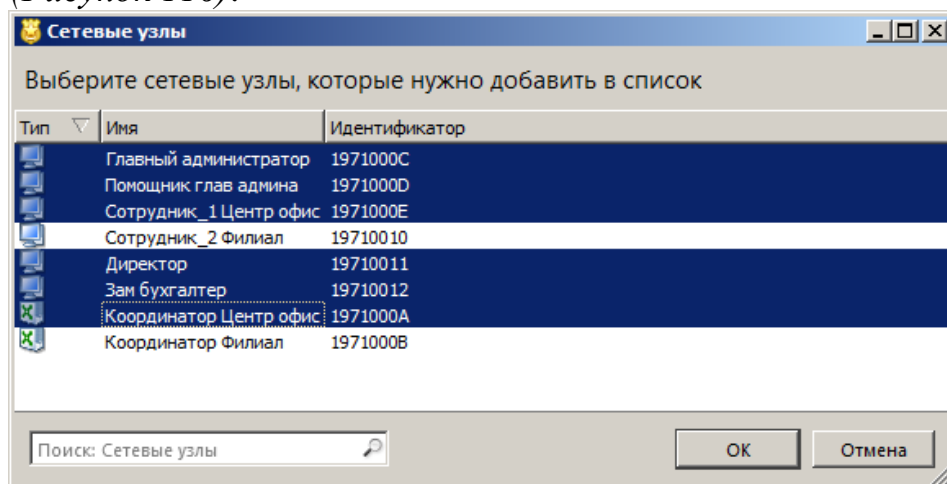 (Рисунок 116):
Сетевые узлы
Выберите сетевые узлы, которые нужно добавить в список
Тип Имя Идентификатор
Главный администратор 1971000C
Помощник глав админа 1971000D
Сотрудник_1 Центр офис 1971000E
Сотрудник_2 Филиал 19710010
Директор 19710011
Зам бухгалтер 19710012
Координатор Центр офис 1971000A
Координатор Филиал 1971000B
Поиск: Сетевые узлы ОК Отмена